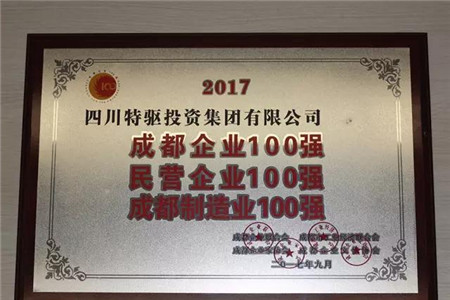 2017
四川特驱投资集团有限公司
成都企业100强
民营企业100强
成都制造业100强
二〇一七年九月